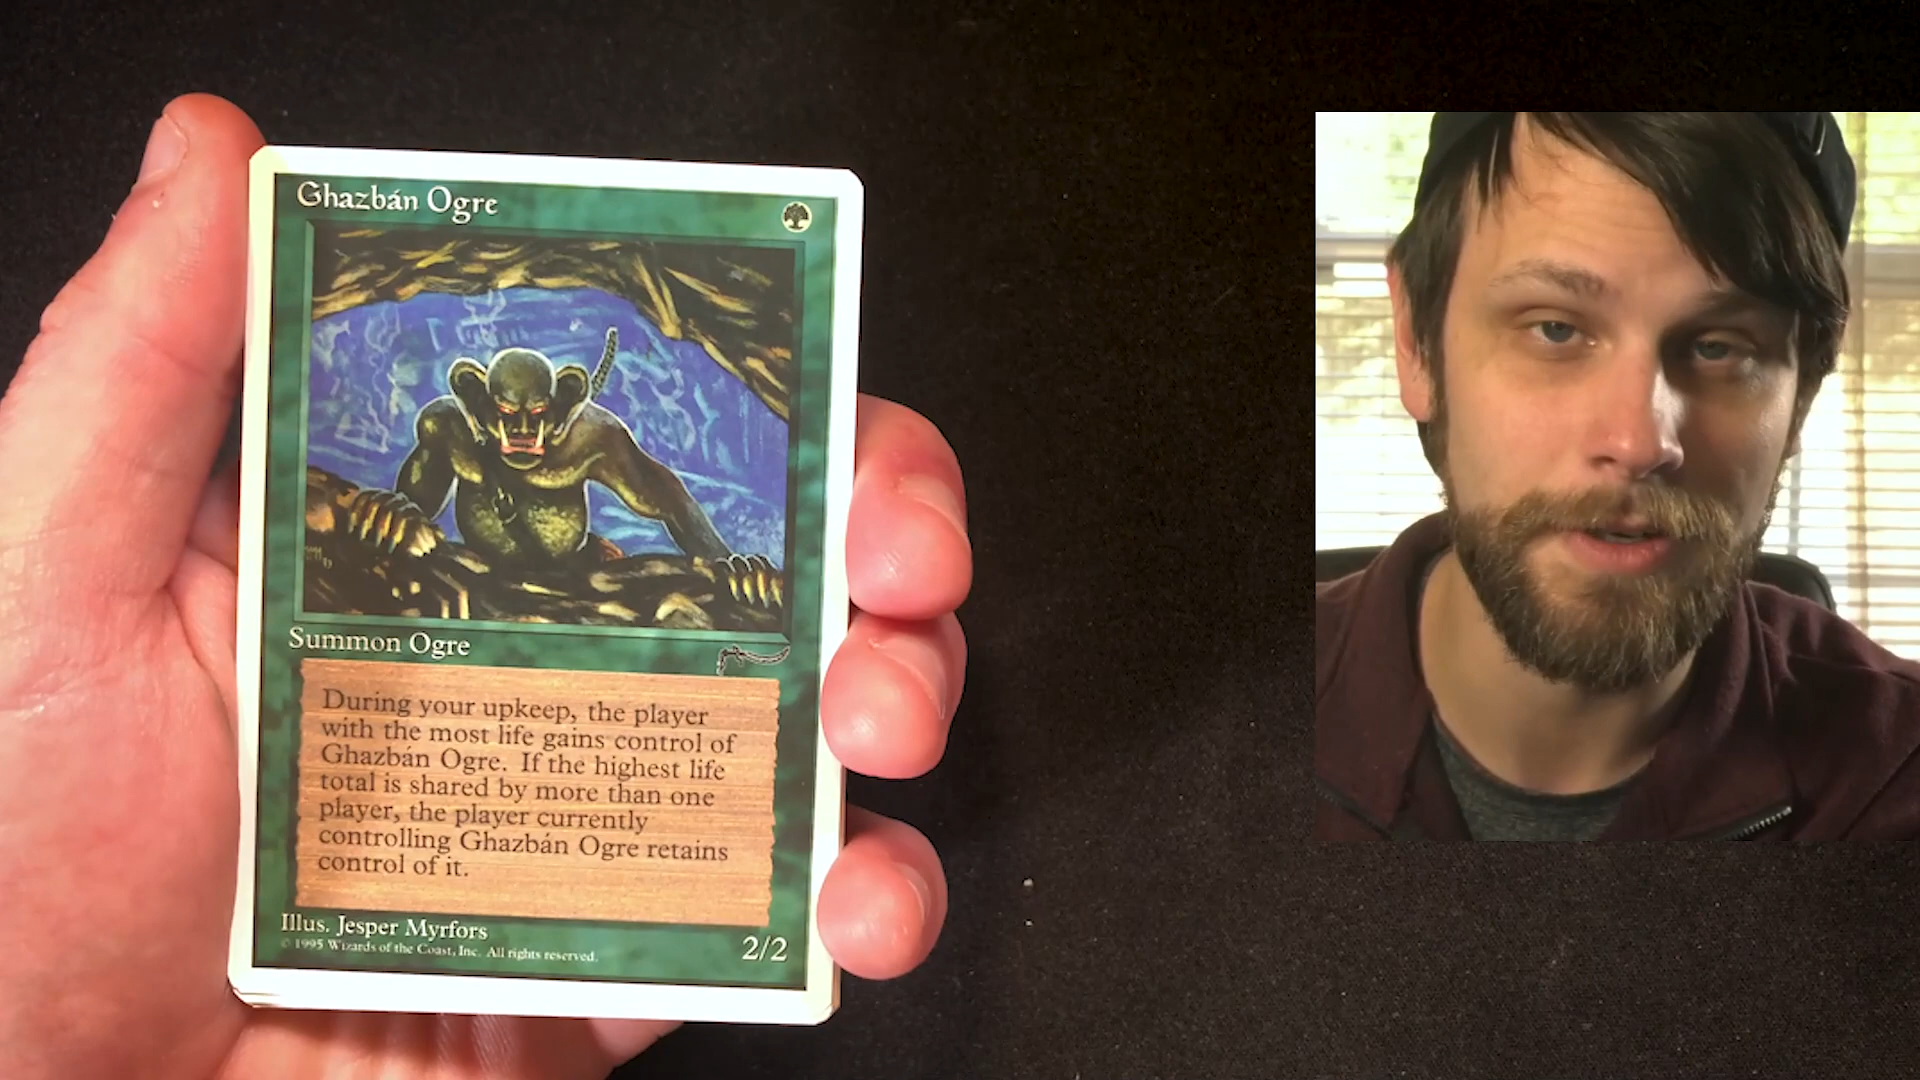 Ghazbán Ogre
Summon Ogre
During your upkeep, the player
with the most life gains control of
Ghazbán Ogre. If the highest life
total is shared by more than one
player, the player currently
controlling Ghazbán Ogre retains
control of it.
Illus. Jesper Myrfors
© 1995 Wizards of the Coast, Inc. All rights reserved.
2/2